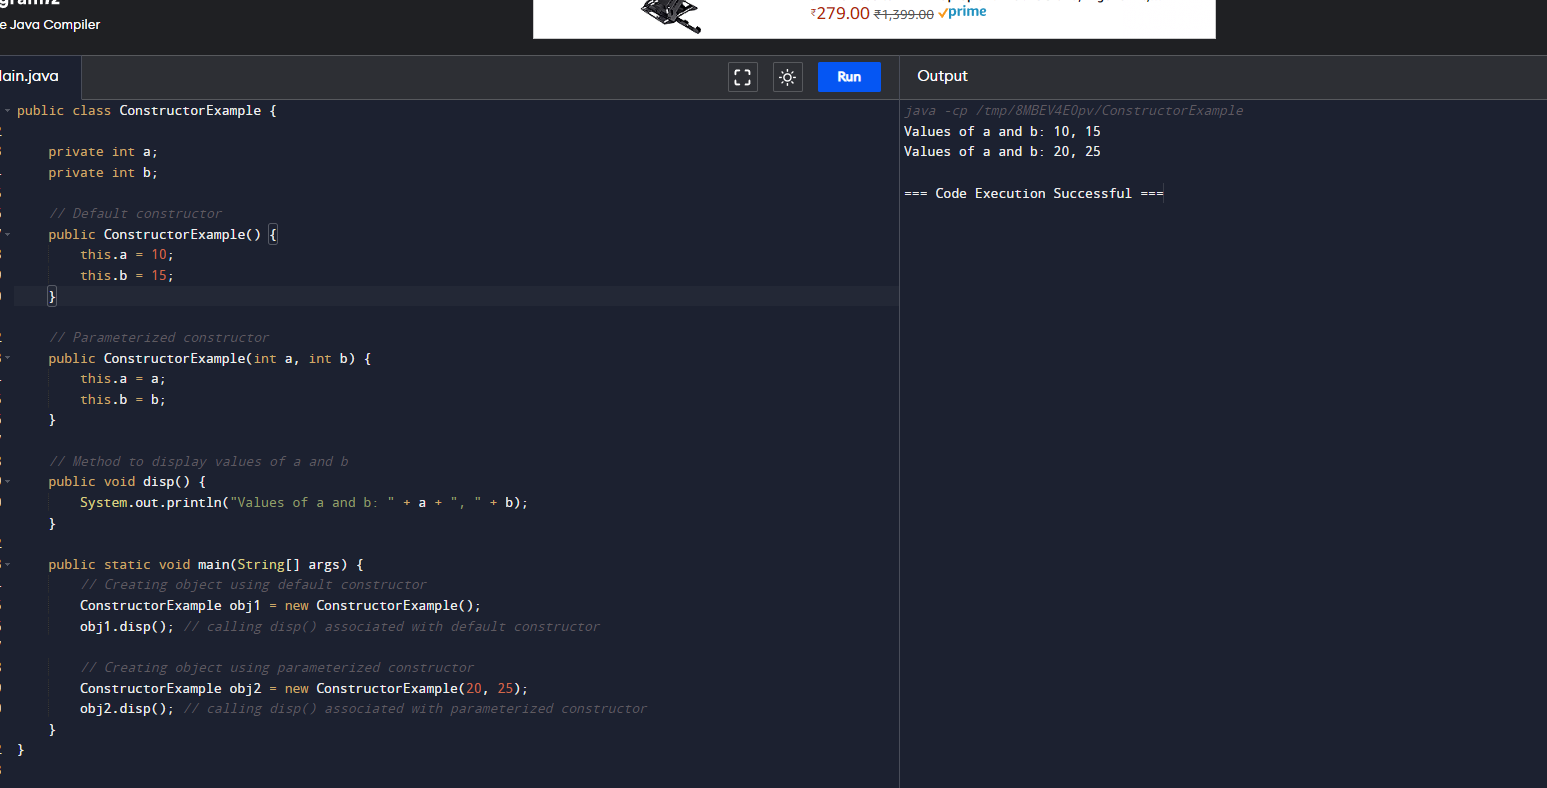 e Java Compiler
₹279.00 ₹1,399.00 prime
ain.java
Run
Output
public class ConstructorExample {
private int a;
private int b;
// Default constructor
public ConstructorExample() {
this.a = 10;
this.b = 15;
}
// Parameterized constructor
public ConstructorExample(int a, int b) {
this.a = a;
this.b = b;
}
// Method to display values of a and b
public void disp() {
System.out.println("Values of a and b: " + a + ", " + b);
}
public static void main(String[] args) {
// Creating object using default constructor
ConstructorExample obj1 = new ConstructorExample();
obj1.disp(); // calling disp() associated with default constructor
// Creating object using parameterized constructor
ConstructorExample obj2 = new ConstructorExample(20, 25);
obj2.disp(); // calling disp() associated with parameterized constructor
}
}
java -cp /tmp/8MBEV4EOpv/ConstructorExample
Values of a and b: 10, 15
Values of a and b: 20, 25
=== Code Execution Successful ===